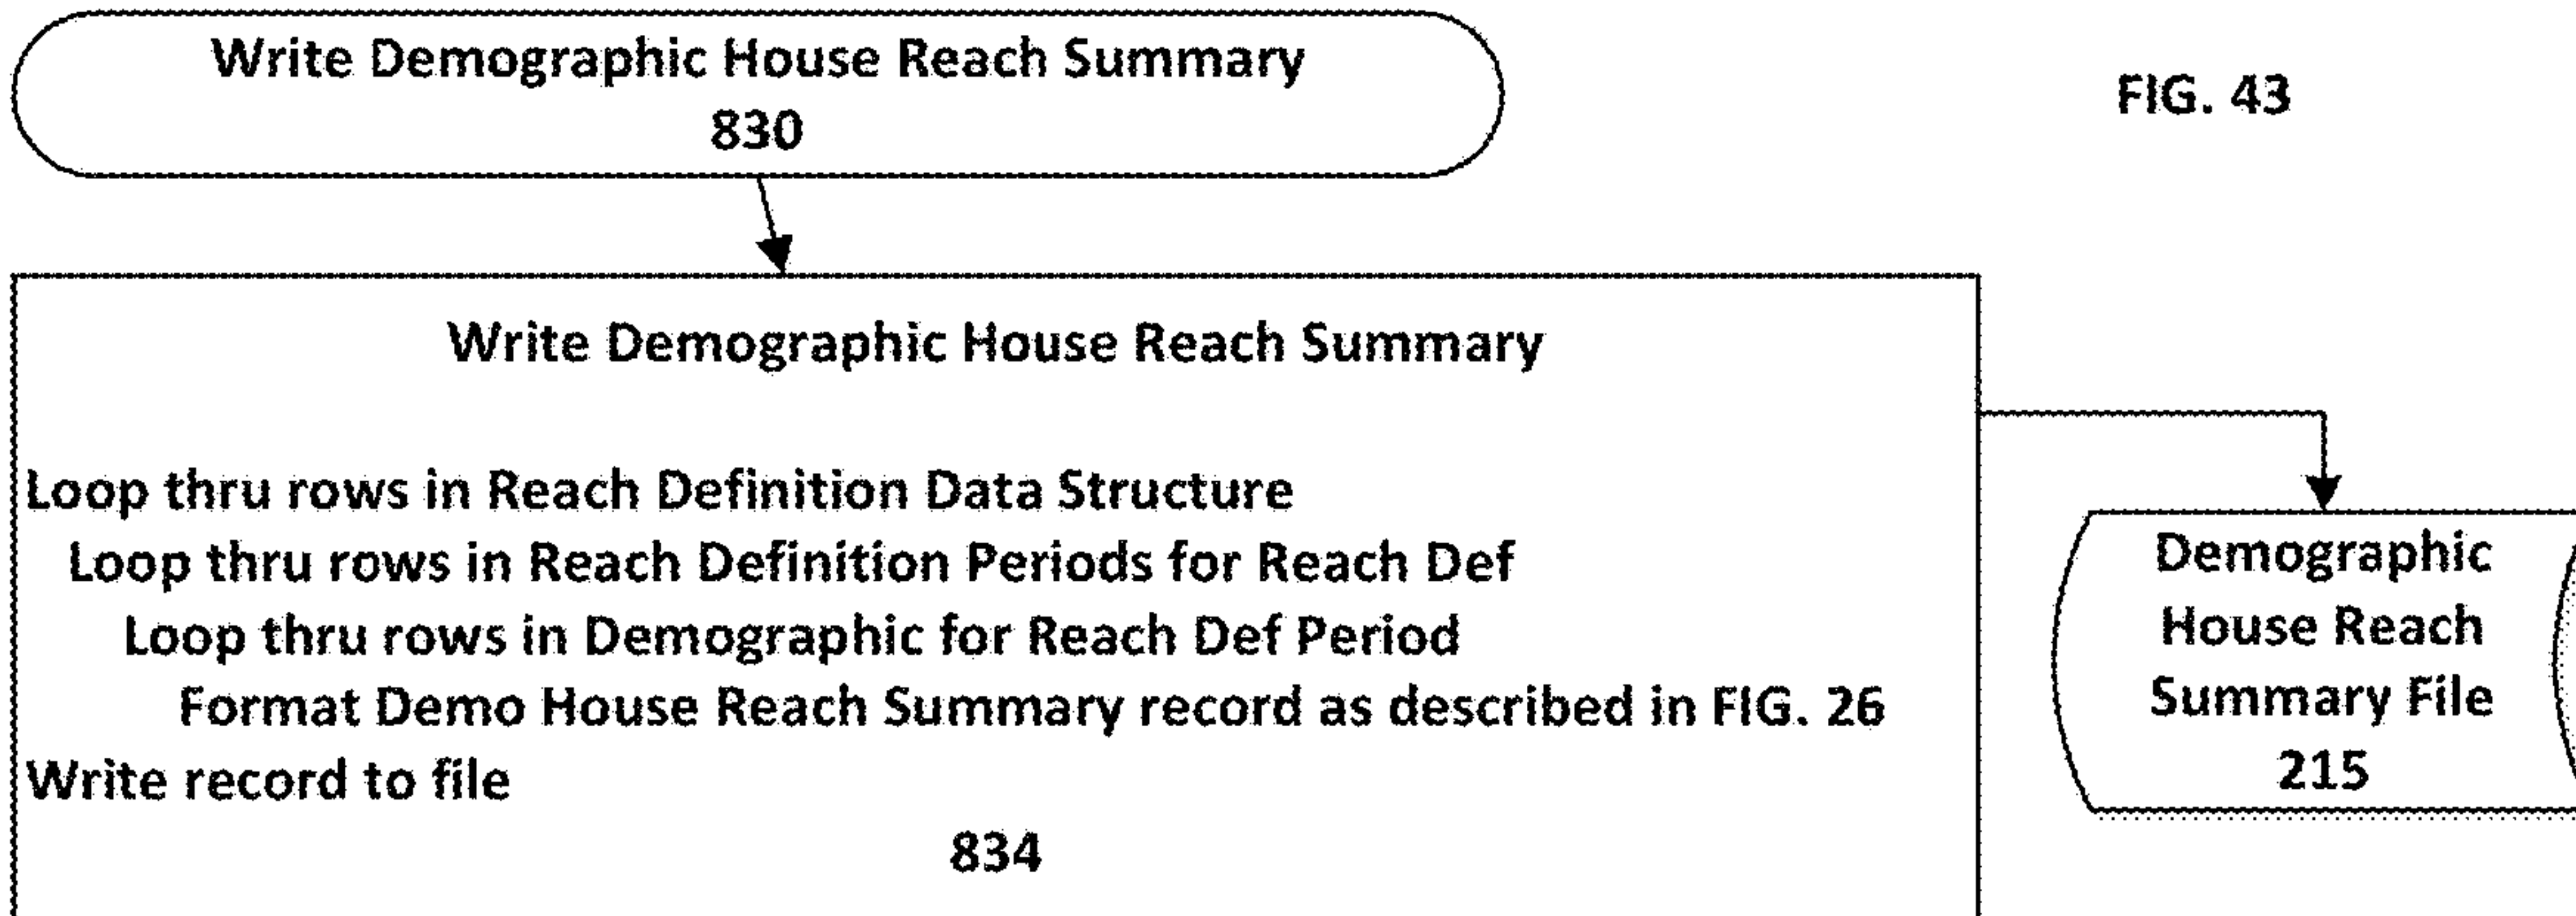 Write Demographic House Reach Summary
830
FIG. 43
Write Demographic House Reach Summary
Loop thru rows in Reach Definition Data Structure
Loop thru rows in Reach Definition Periods for Reach Def
Loop thru rows in Demographic for Reach Def Period
Format Demo House Reach Summary record as described in FIG. 26
Write record to file
834
Demographic
House Reach
Summary File
215